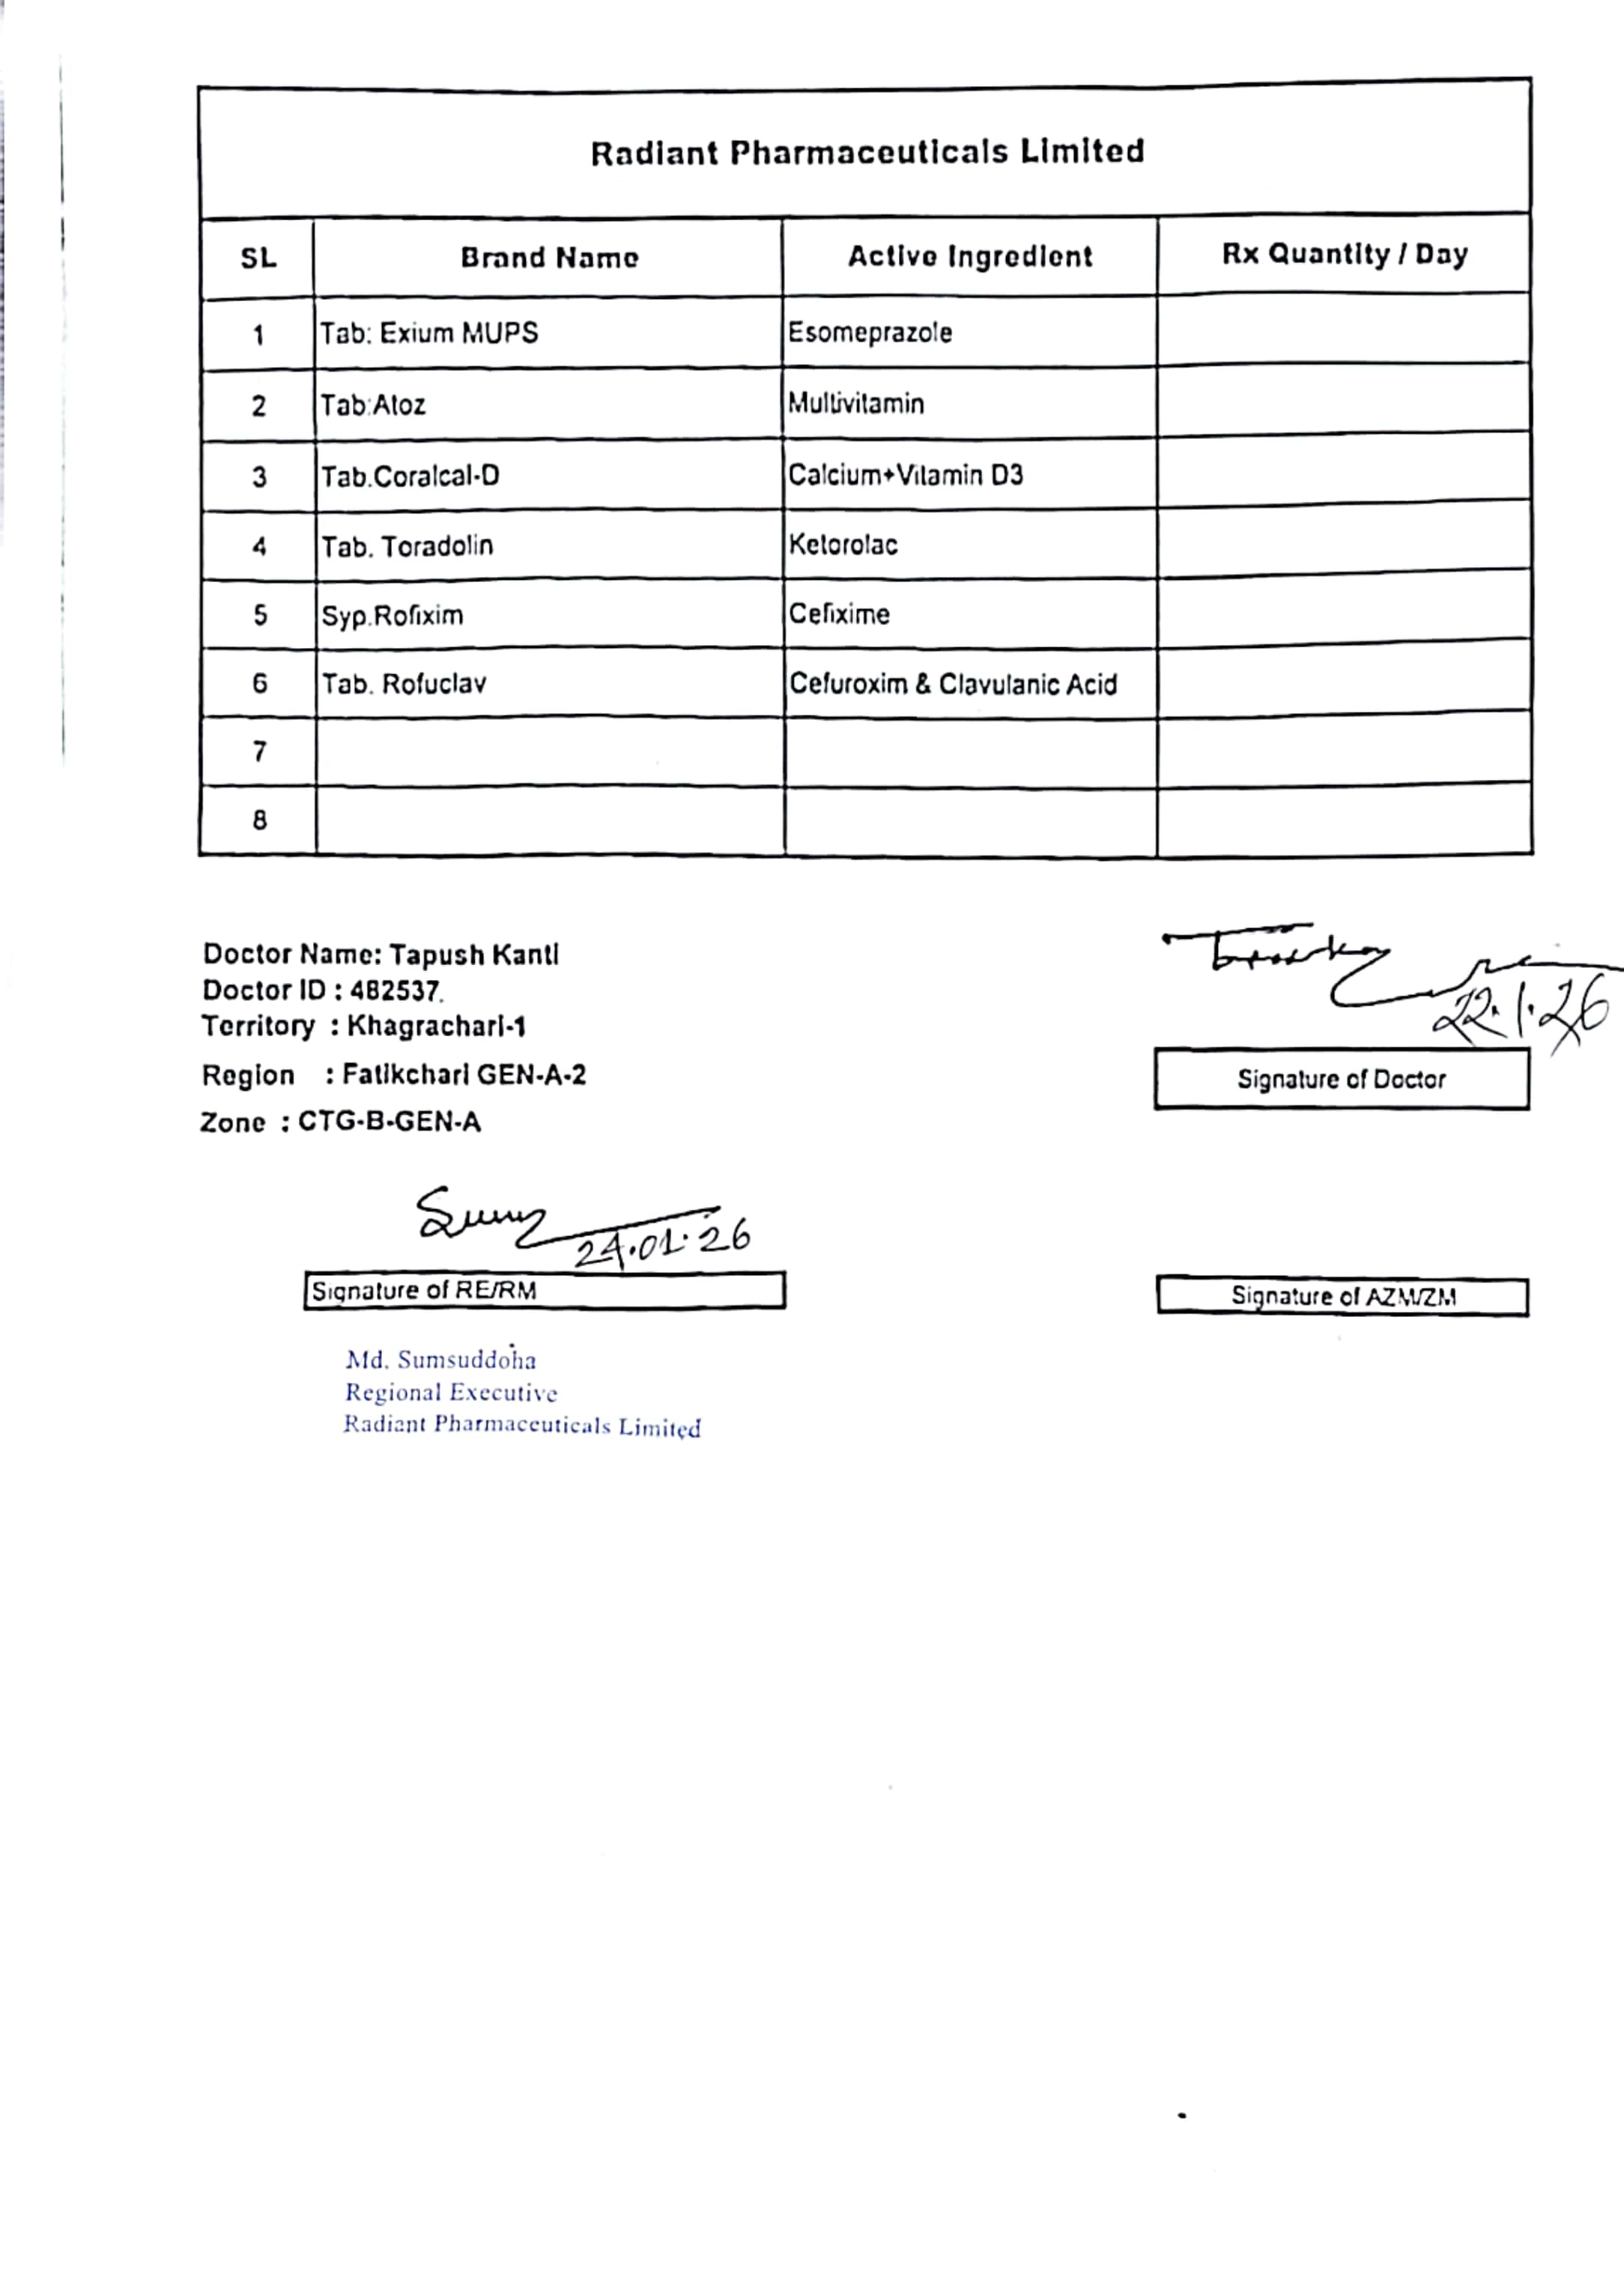 Radiant Pharmaceuticals Limited
SL Brand Name Active Ingredient Rx Quantity / Day
1 Tab: Exium MUPS Esomeprazole
2 Tab:Atoz Multivitamin
3 Tab.Coralcal-D Calcium+Vitamin D3
4 Tab. Toradolin Ketorolac
5 Syp.Rofixim Cefixime
6 Tab. Rofuclav Cefuroxim & Clavulanic Acid
7
8
Doctor Name: Tapush Kanti
Doctor ID : 482537.
Territory : Khagrachari-1
Region : Fatikchari GEN-A-2
Zone : CTG-B-GEN-A
22.1.26
Signature of Doctor
24.01.26
Signature of RE/RM
Signature of AZM/ZM
Md. Sumsuddoha
Regional Executive
Radiant Pharmaceuticals Limited